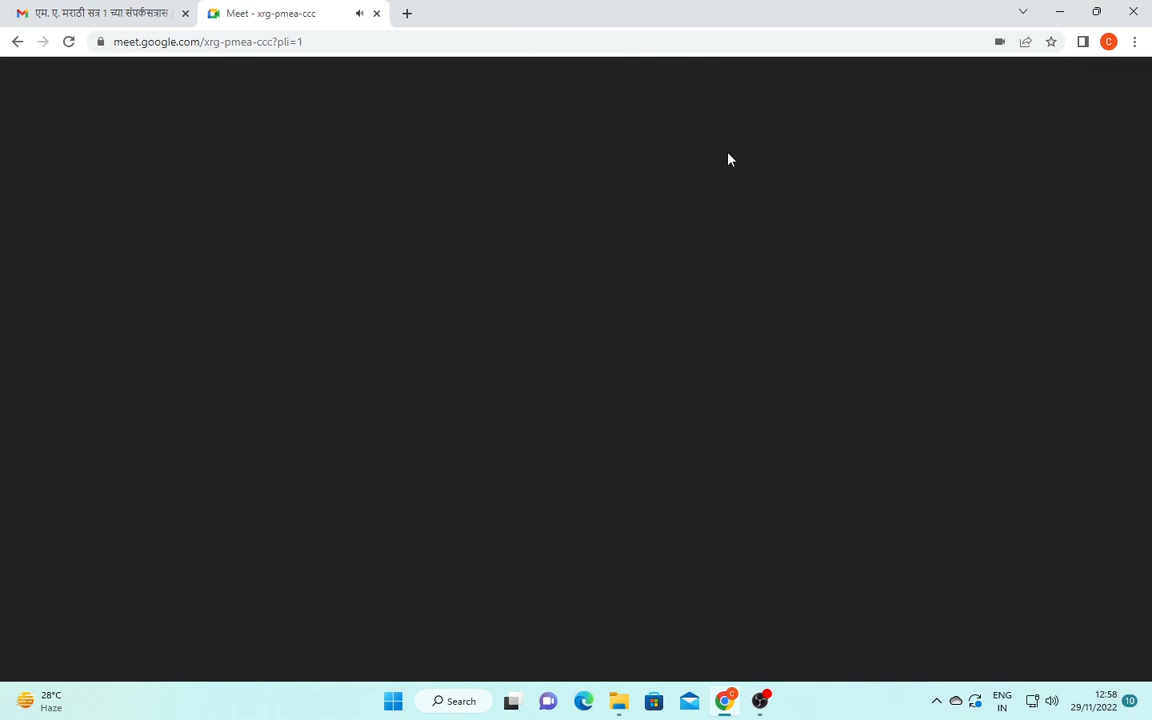 एम. ए. मराठी सत्र 1 च्या संपर्कसत्रास
Meet - xrg-pmea-ccc
meet.google.com/xrg-pmea-ccc?pli=1
C
28°C
Haze
Search
C
ENG
IN
12:58
29/11/2022
10